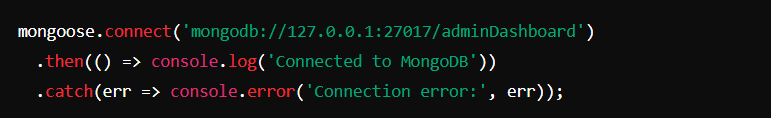 mongoose.connect('mongodb://127.0.0.1:27017/adminDashboard')
  .then(() => console.log('Connected to MongoDB'))
  .catch(err => console.error('Connection error:', err));